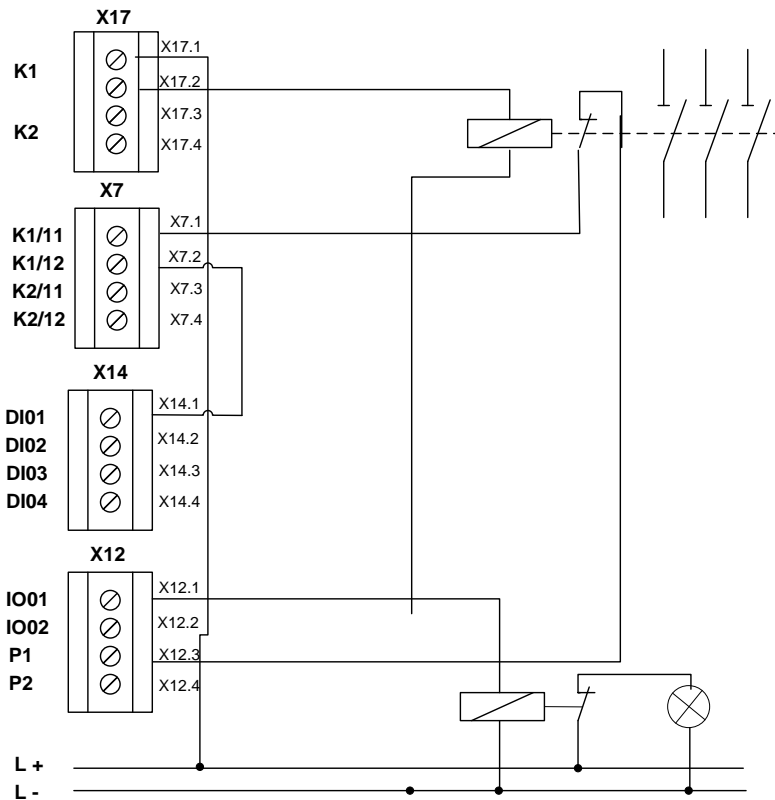 X17
K1
X17.1
X17.2
K2
X17.3
X17.4
X7
K1/11
X7.1
K1/12
X7.2
K2/11
X7.3
K2/12
X7.4
X14
DI01
X14.1
DI02
X14.2
DI03
X14.3
DI04
X14.4
X12
IO01
X12.1
IO02
X12.2
P1
X12.3
P2
X12.4
L +
L -